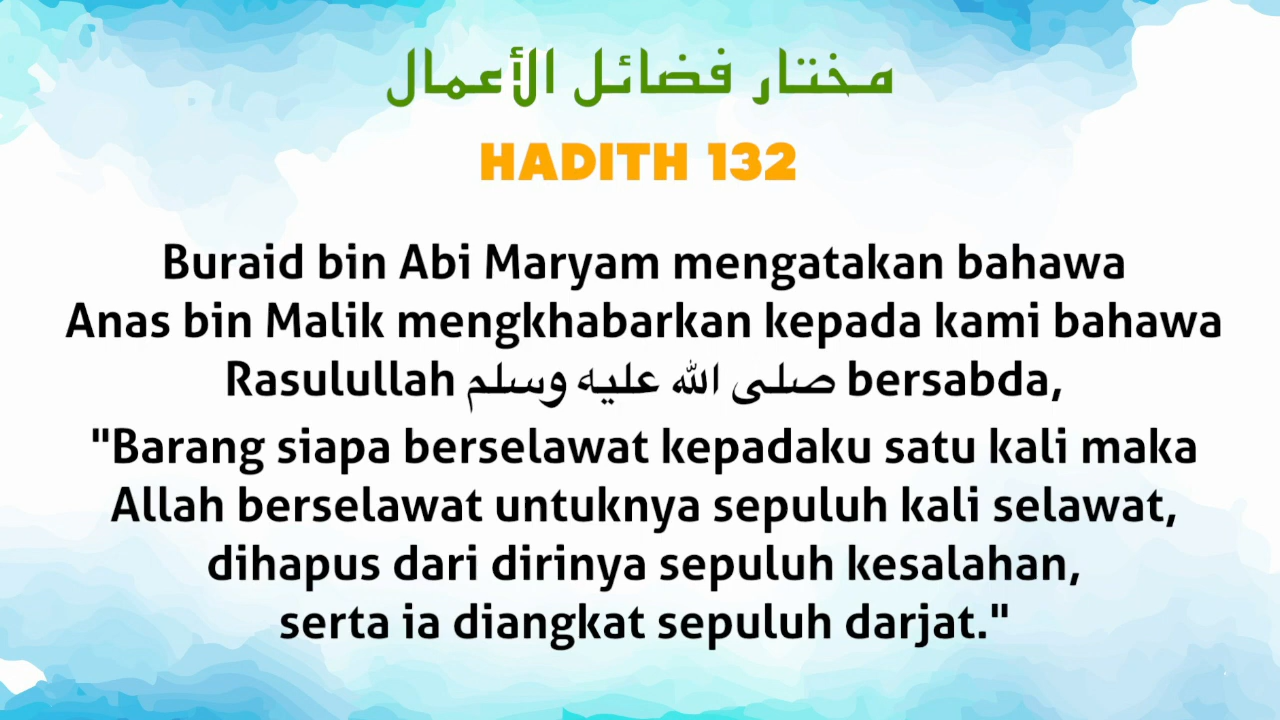 مختار فضائل الأعمال
HADITH 132
Buraid bin Abi Maryam mengatakan bahawa
Anas bin Malik mengkhabarkan kepada kami bahawa
Rasulullah صلى الله عليه وسلم bersabda,
"Barang siapa berselawat kepadaku satu kali maka
Allah berselawat untuknya sepuluh kali selawat,
dihapus dari dirinya sepuluh kesalahan,
serta ia diangkat sepuluh darjat."